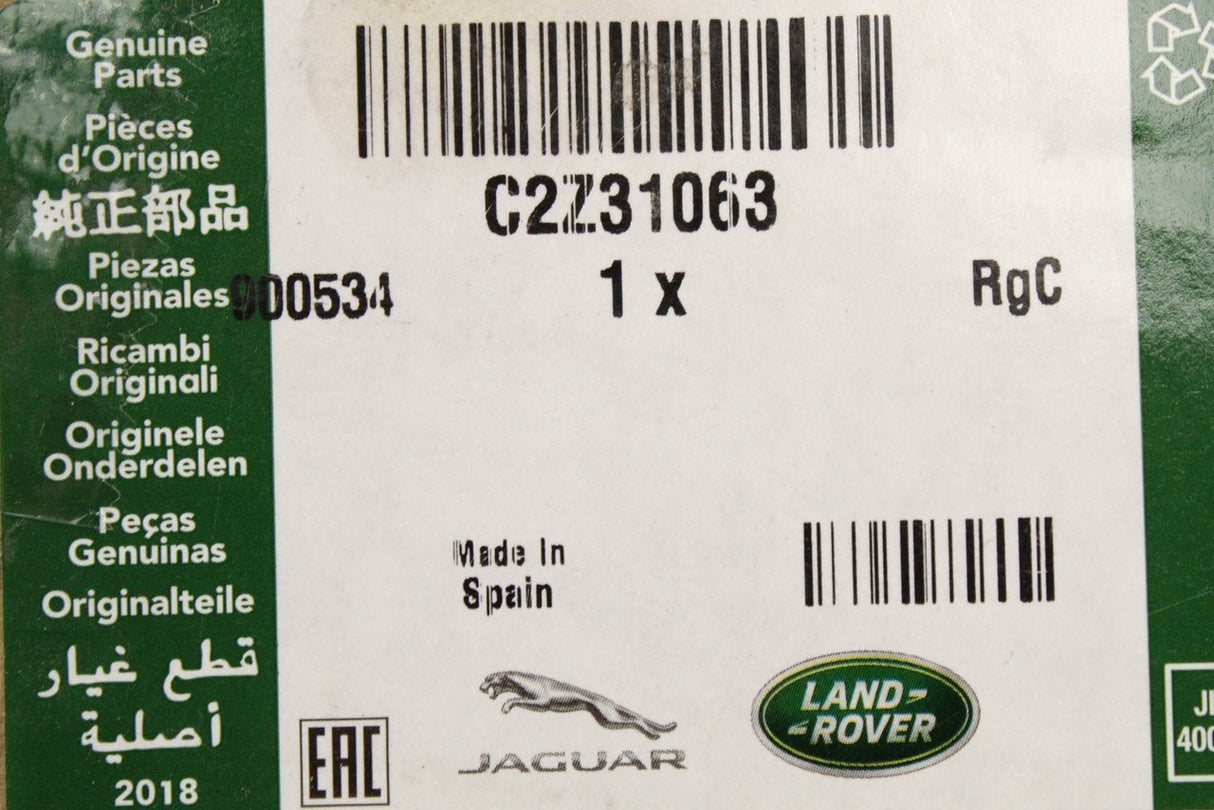 Genuine
Parts
Pièces
d'Origine
純正部品
Piezas
Originales
Ricambi
Originali
Originele
Onderdelen
Peças
Genuinas
Originalteile
قطع غيار
أصلية
2018
C2Z31063
900534
1 x
RgC
Made In
Spain
EAC
JAGUAR
LAND-
-ROVER
400